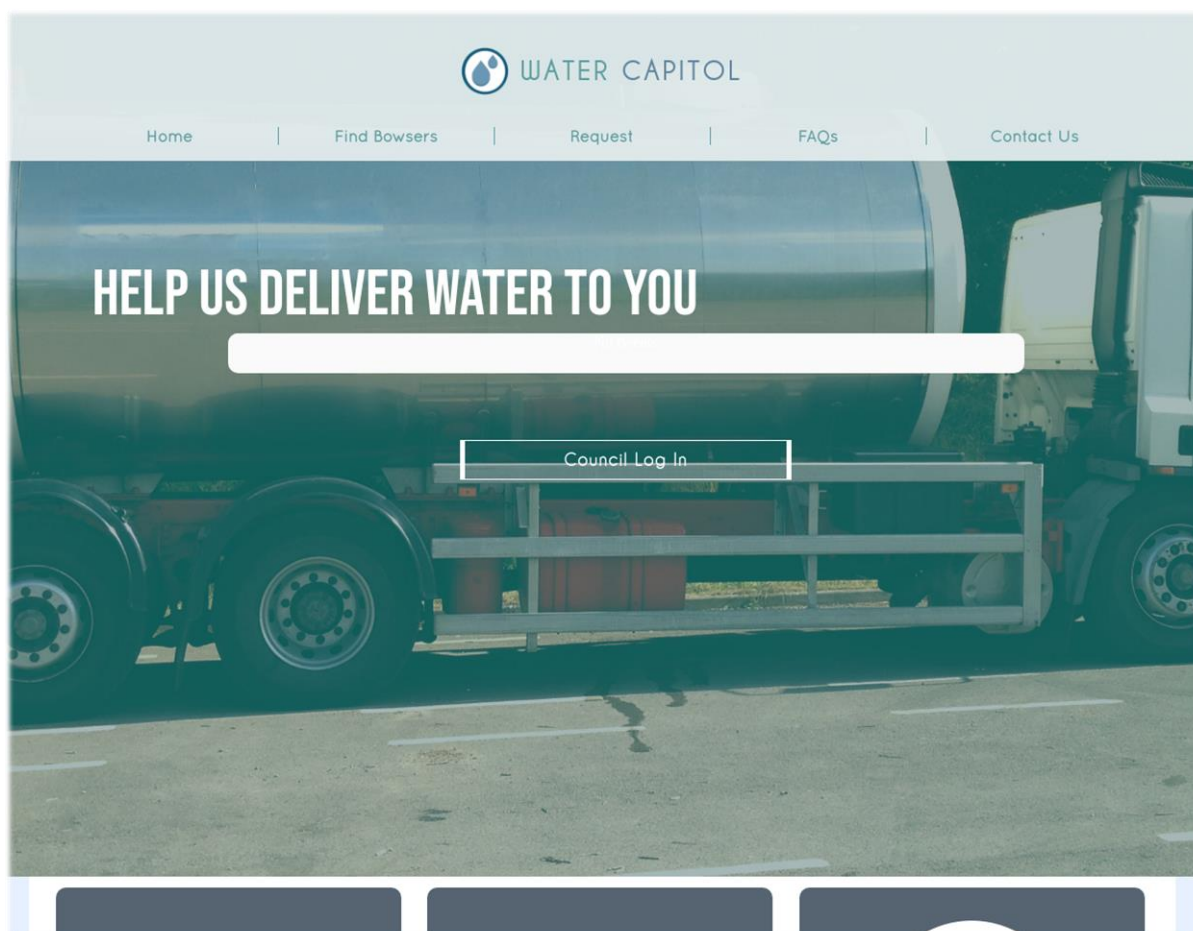 WATER CAPITOL
Home
Find Bowsers
Request
FAQs
Contact Us
HELP US DELIVER WATER TO YOU
Council Log In